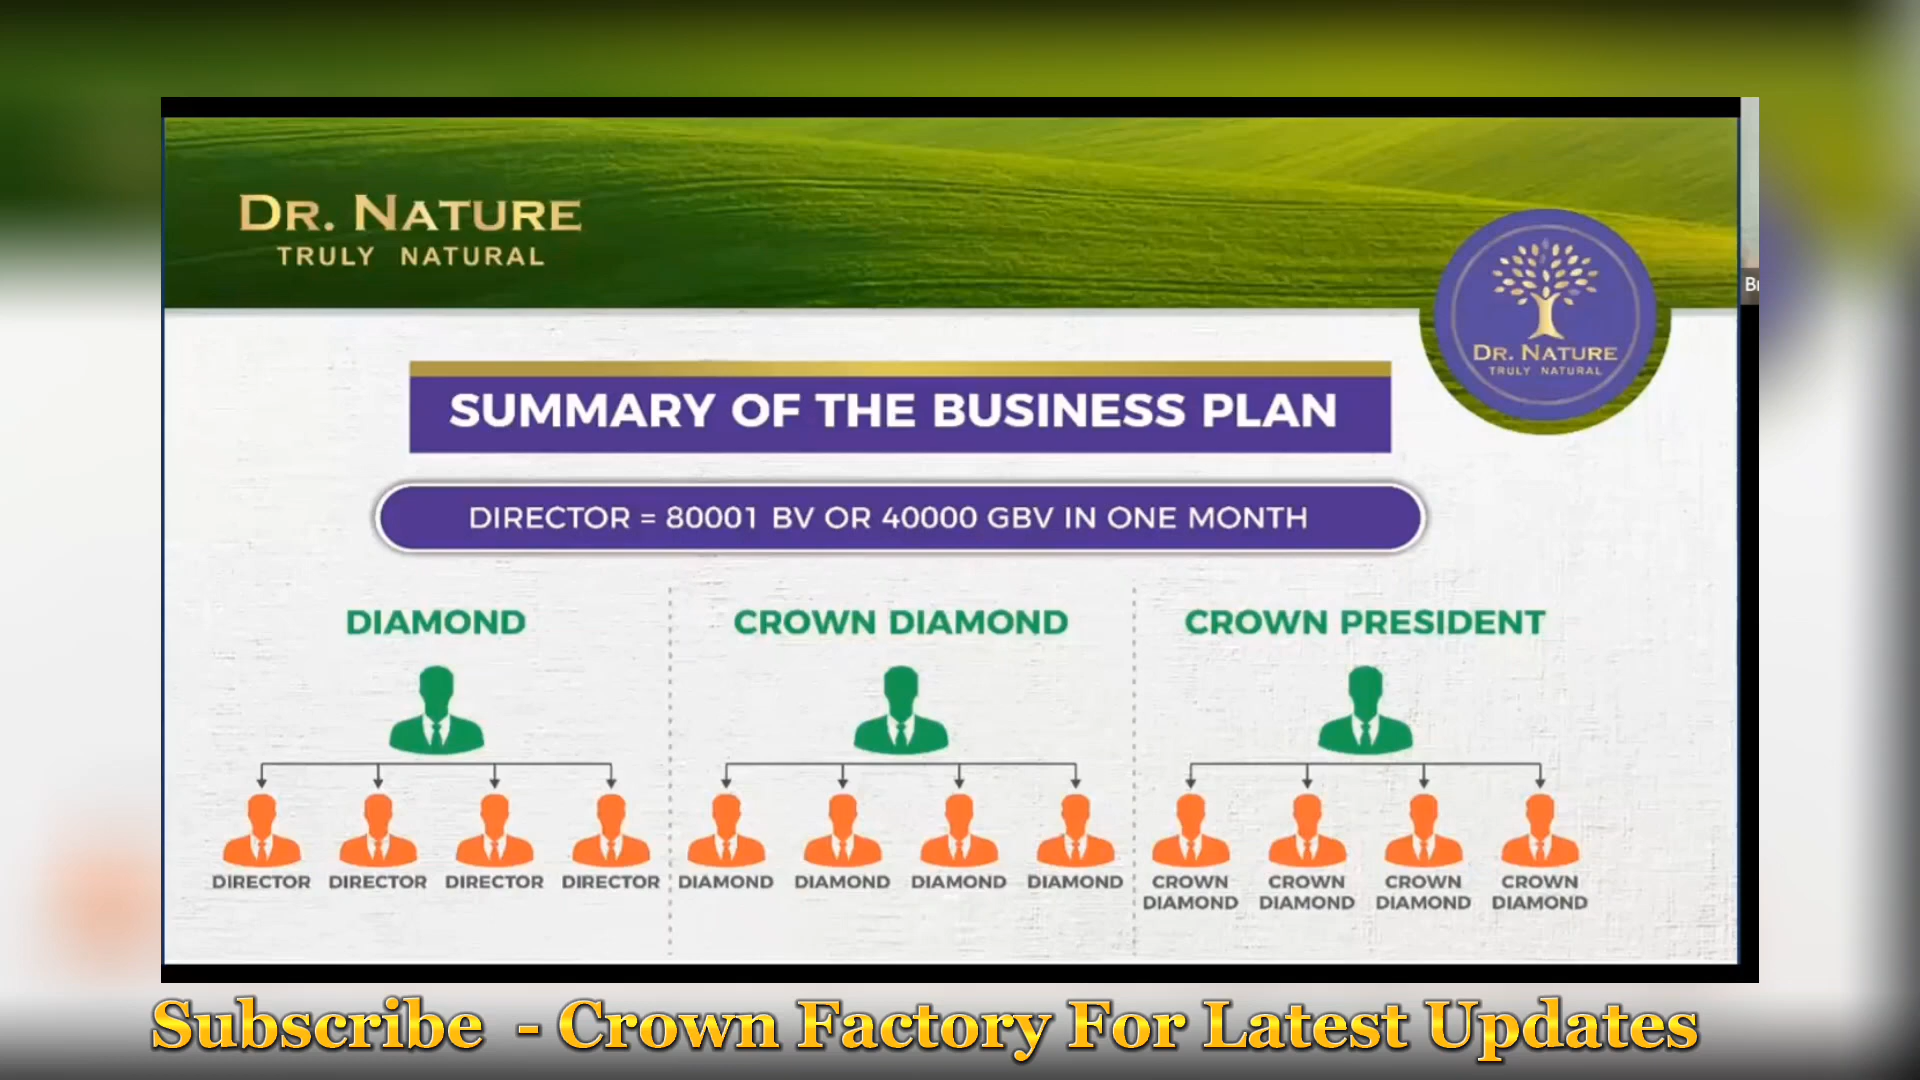 DR. NATURE
TRULY NATURAL
Br
DR. NATURE
TRULY NATURAL
SUMMARY OF THE BUSINESS PLAN
DIRECTOR = 80001 BV OR 40000 GBV IN ONE MONTH
DIAMOND
DIRECTOR DIRECTOR DIRECTOR DIRECTOR
CROWN DIAMOND
DIAMOND DIAMOND DIAMOND DIAMOND
CROWN PRESIDENT
CROWN CROWN CROWN CROWN
DIAMOND DIAMOND DIAMOND DIAMOND
Subscribe - Crown Factory For Latest Updates